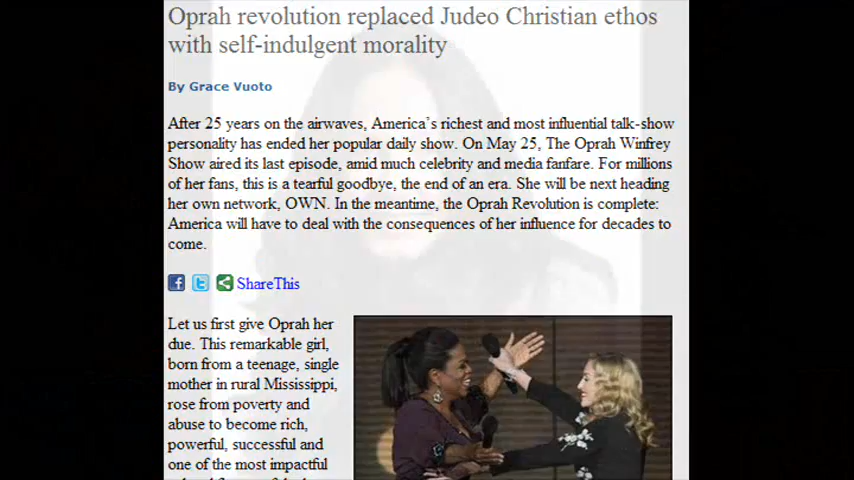 Oprah revolution replaced Judeo Christian ethos
with self-indulgent morality
By Grace Vuoto
After 25 years on the airwaves, America's richest and most influential talk-show
personality has ended her popular daily show. On May 25, The Oprah Winfrey
Show aired its last episode, amid much celebrity and media fanfare. For millions
of her fans, this is a tearful goodbye, the end of an era. She will be next heading
her own network, OWN. In the meantime, the Oprah Revolution is complete:
America will have to deal with the consequences of her influence for decades to
come.
f t ShareThis
Let us first give Oprah her
due. This remarkable girl,
born from a teenage, single
mother in rural Mississippi,
rose from poverty and
abuse to become rich,
powerful, successful and
one of the most impactful